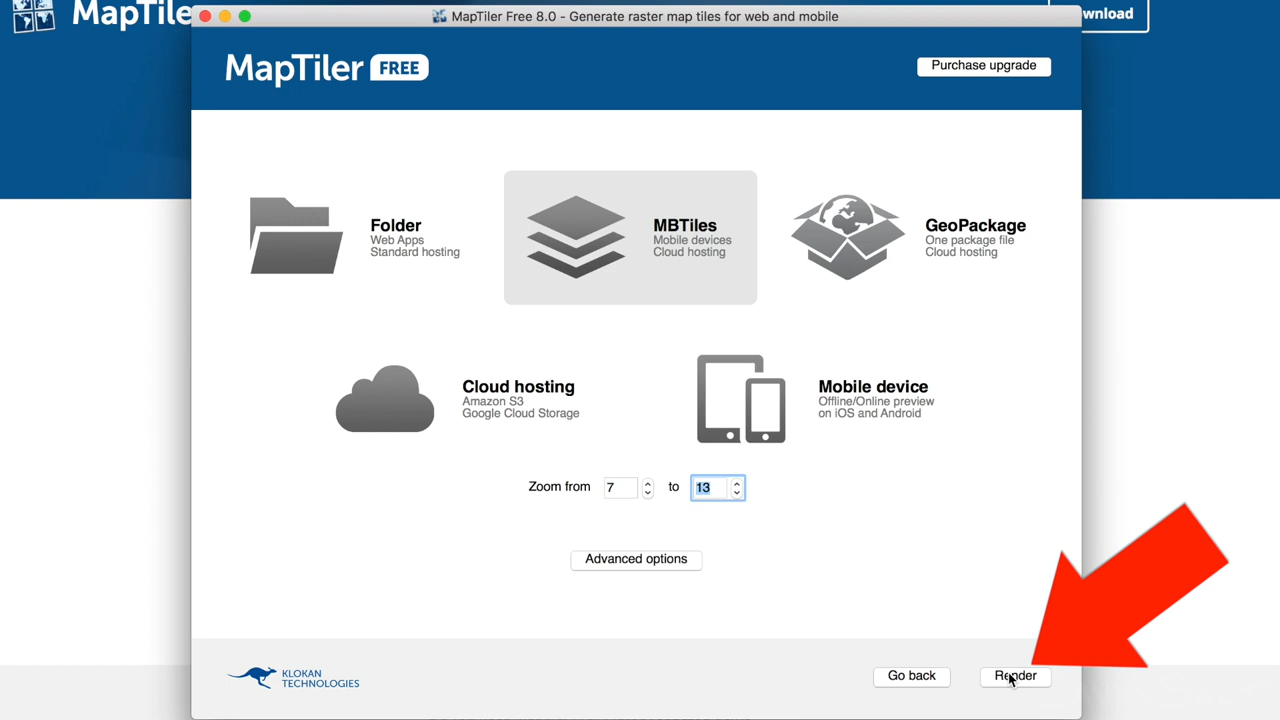 MapTiler
wnload
MapTiler Free 8.0 - Generate raster map tiles for web and mobile
MapTiler FREE
Purchase upgrade
Folder
Web Apps
Standard hosting
MBTiles
Mobile devices
Cloud hosting
GeoPackage
One package file
Cloud hosting
Cloud hosting
Amazon S3
Google Cloud Storage
Mobile device
Offline/Online preview
on iOS and Android
Zoom from 7 to 13
Advanced options
KLOKAN
TECHNOLOGIES
Go back
Render